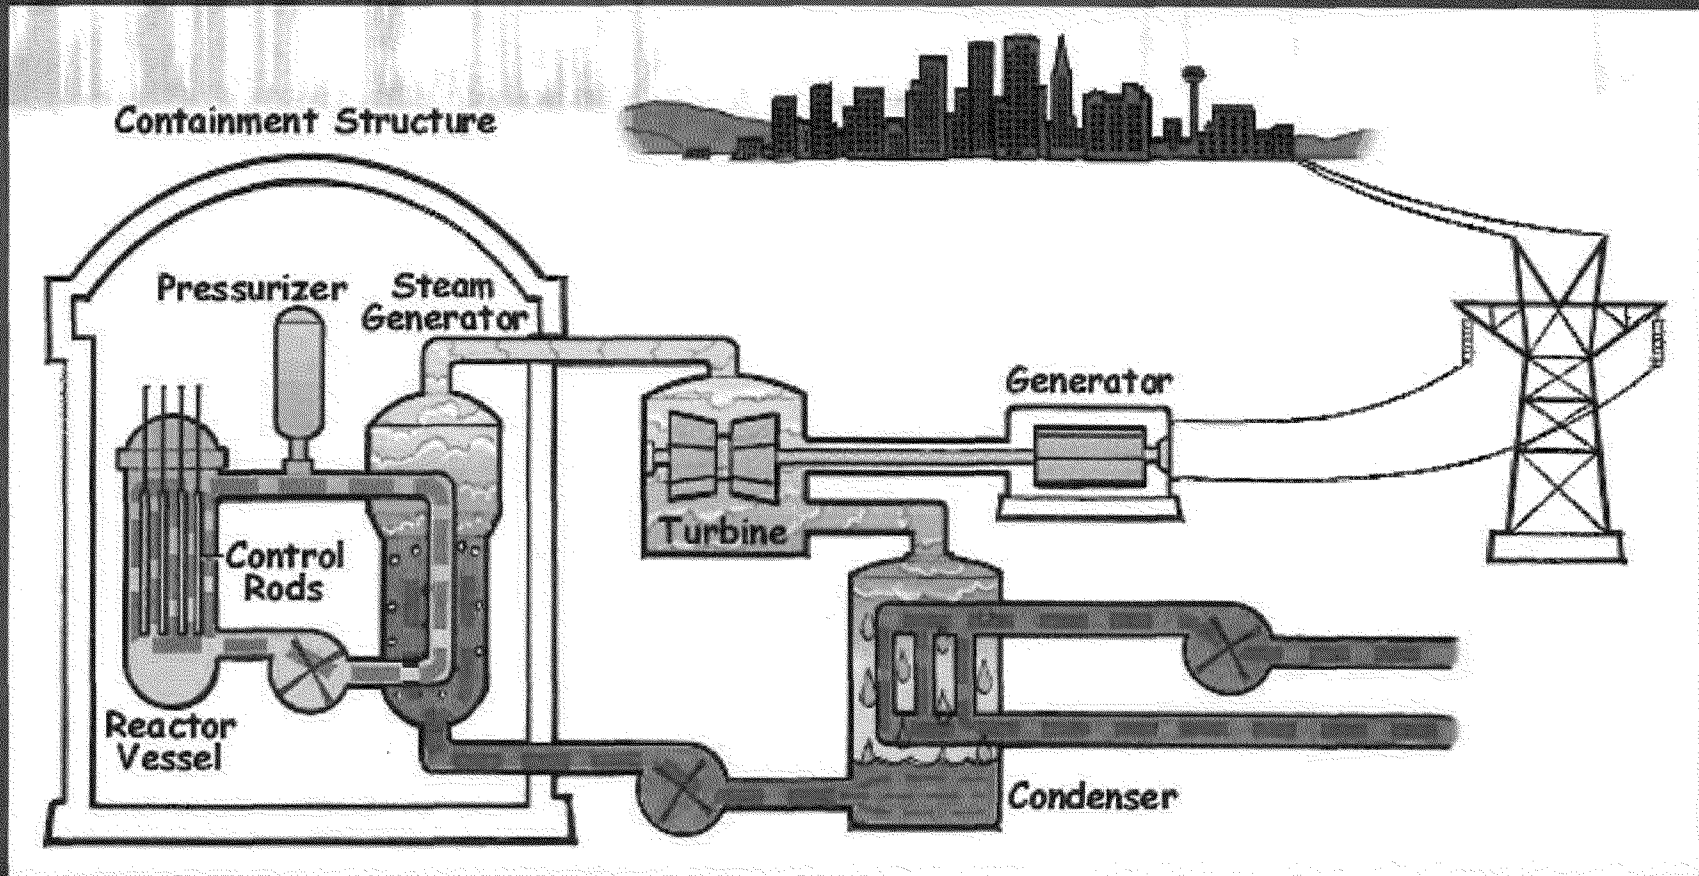 Containment Structure
Pressurizer
Steam
Generator
Control
Rods
Reactor
Vessel
Turbine
Generator
Condenser